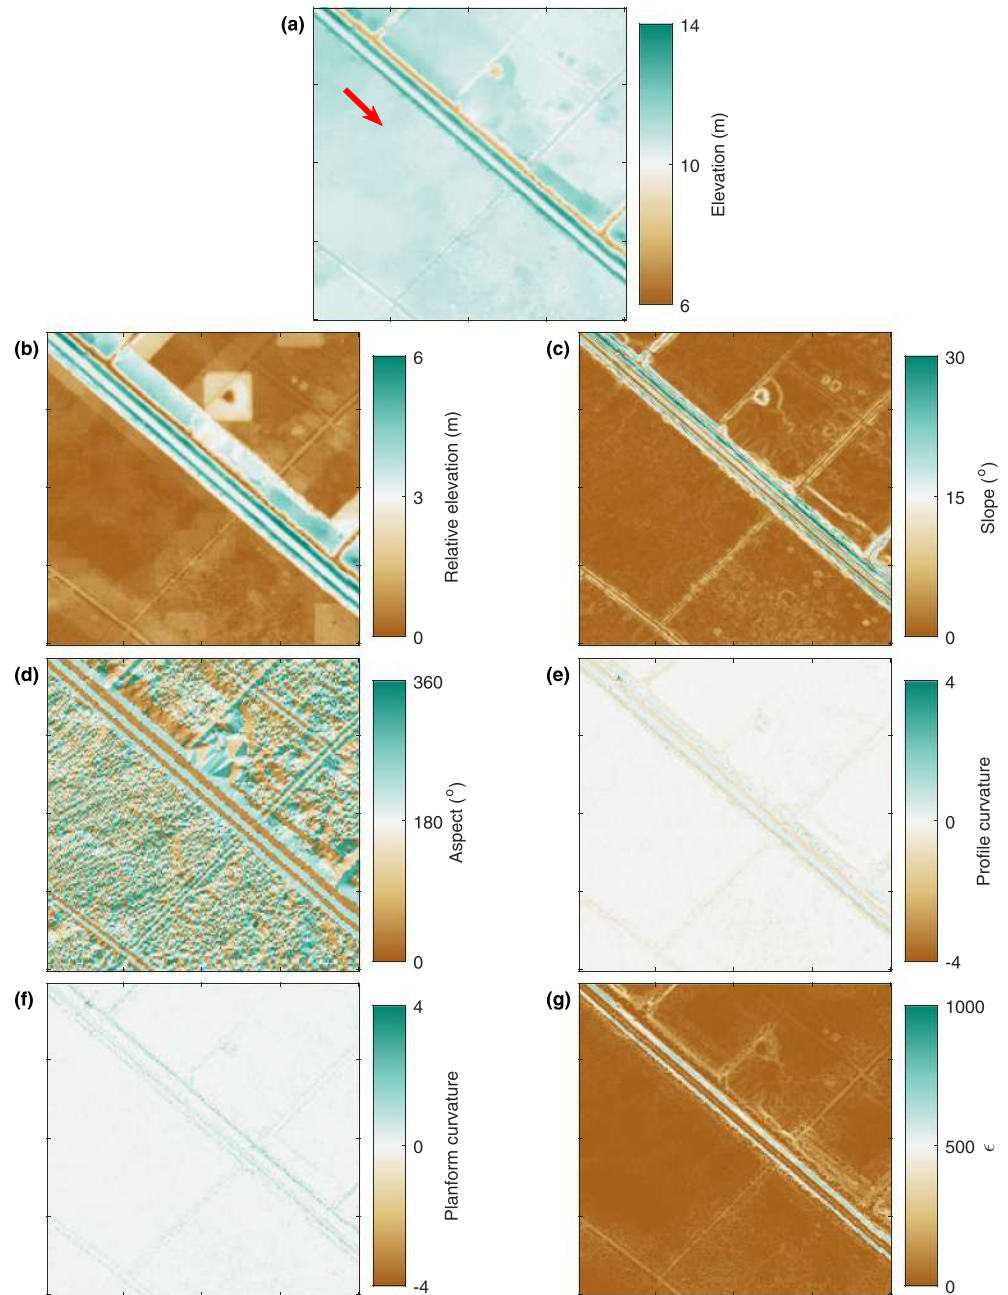 (a)
14
10
6
Elevation (m)
(b)
6
3
0
Relative elevation (m)
(c)
30
15
0
Slope (°)
(d)
360
180
0
Aspect (°)
(e)
4
0
-4
Profile curvature
(f)
4
0
-4
Planform curvature
(g)
1000
500
0
ϵ